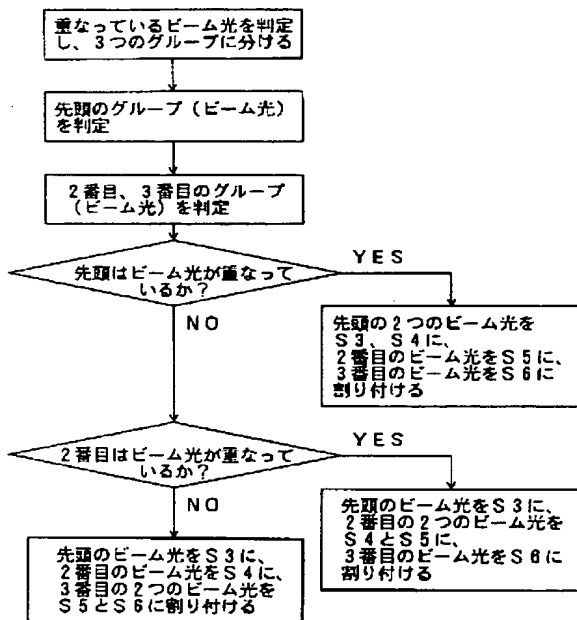 重なっているビーム光を判定
し、3つのグループに分ける
先頭のグループ（ビーム光）
を判定
2番目、3番目のグループ
（ビーム光）を判定
先頭はビーム光が重なって
いるか？
YES
NO
先頭の2つのビーム光を
S3、S4に、
2番目のビーム光をS5に、
3番目のビーム光をS6に
割り付ける
2番目はビーム光が重なって
いるか？
YES
NO
先頭のビーム光をS3に、
2番目の2つのビーム光を
S4とS5に、
3番目のビーム光をS6に
割り付ける
先頭のビーム光をS3に、
2番目のビーム光をS4に、
3番目の2つのビーム光を
S5とS6に割り付ける